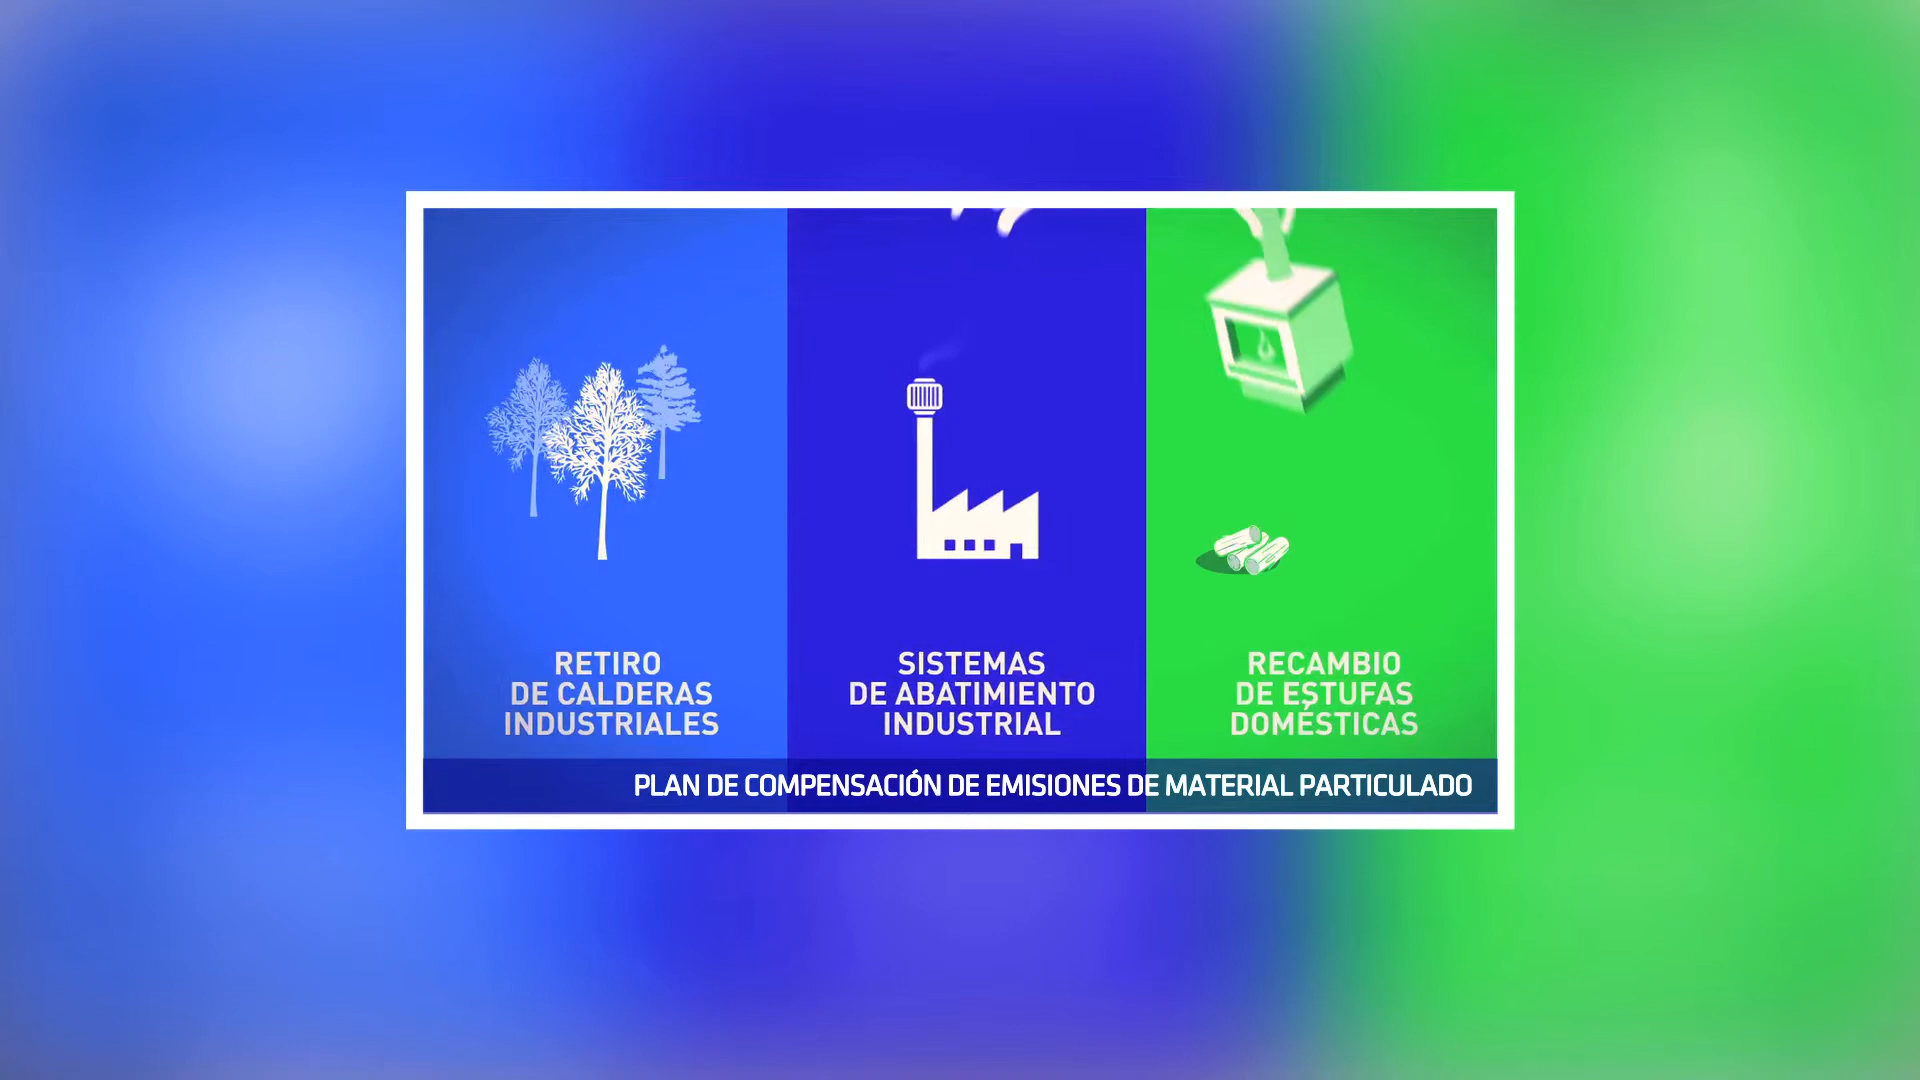 RETIRO
DE CALDERAS
INDUSTRIALES
SISTEMAS
DE ABATIMIENTO
INDUSTRIAL
RECAMBIO
DE ESTUFAS
DOMÉSTICAS
PLAN DE COMPENSACIÓN DE EMISIONES DE MATERIAL PARTICULADO